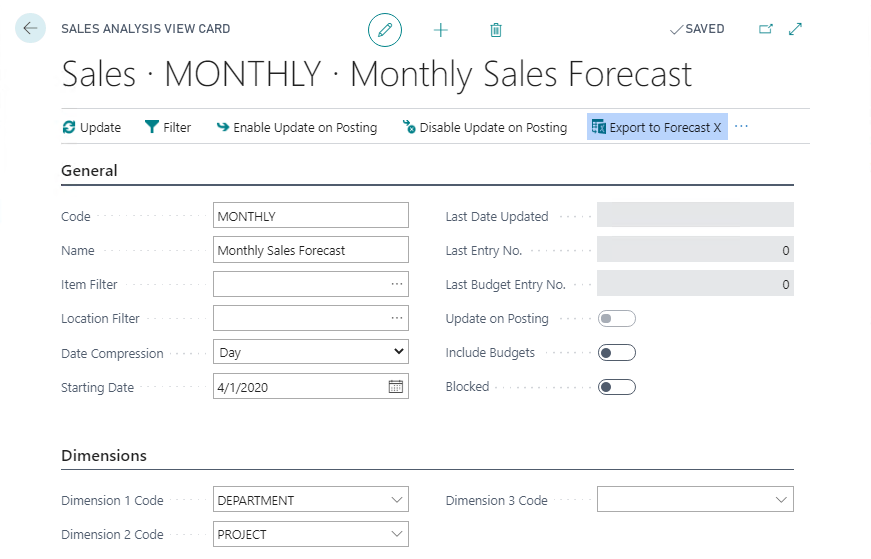 SALES ANALYSIS VIEW CARD
SAVED
Sales · MONTHLY · Monthly Sales Forecast
Update Filter Enable Update on Posting Disable Update on Posting Export to Forecast X ···
General
Code MONTHLY Last Date Updated
Name Monthly Sales Forecast Last Entry No. 0
Item Filter ··· Last Budget Entry No. 0
Location Filter ··· Update on Posting
Date Compression Day Include Budgets
Starting Date 4/1/2020 Blocked
Dimensions
Dimension 1 Code DEPARTMENT Dimension 3 Code
Dimension 2 Code PROJECT